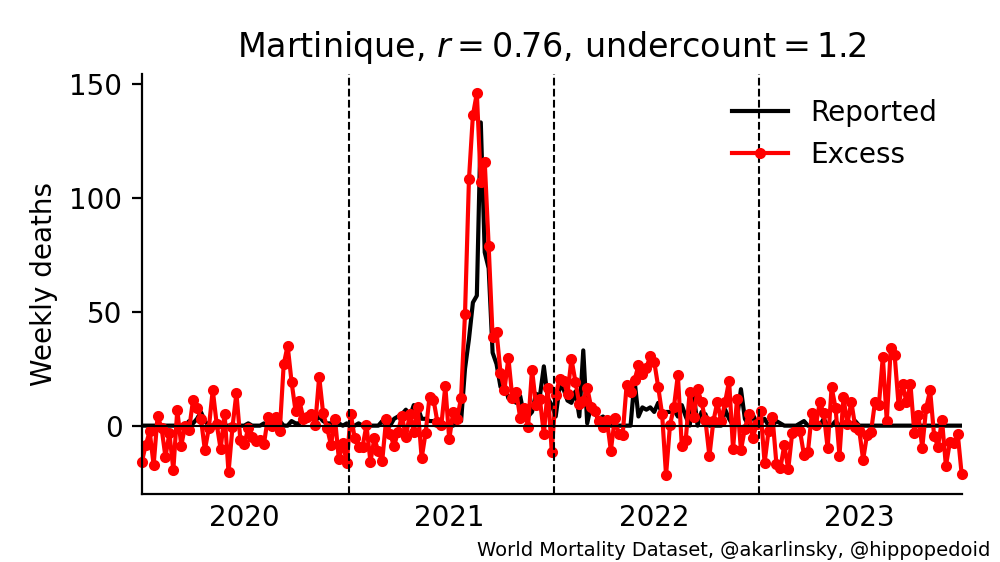 Martinique, r = 0.76, undercount = 1.2
150
100
50
0
Weekly deaths
Reported
Excess
2020 2021 2022 2023
World Mortality Dataset, @akarlinsky, @hippopedoid